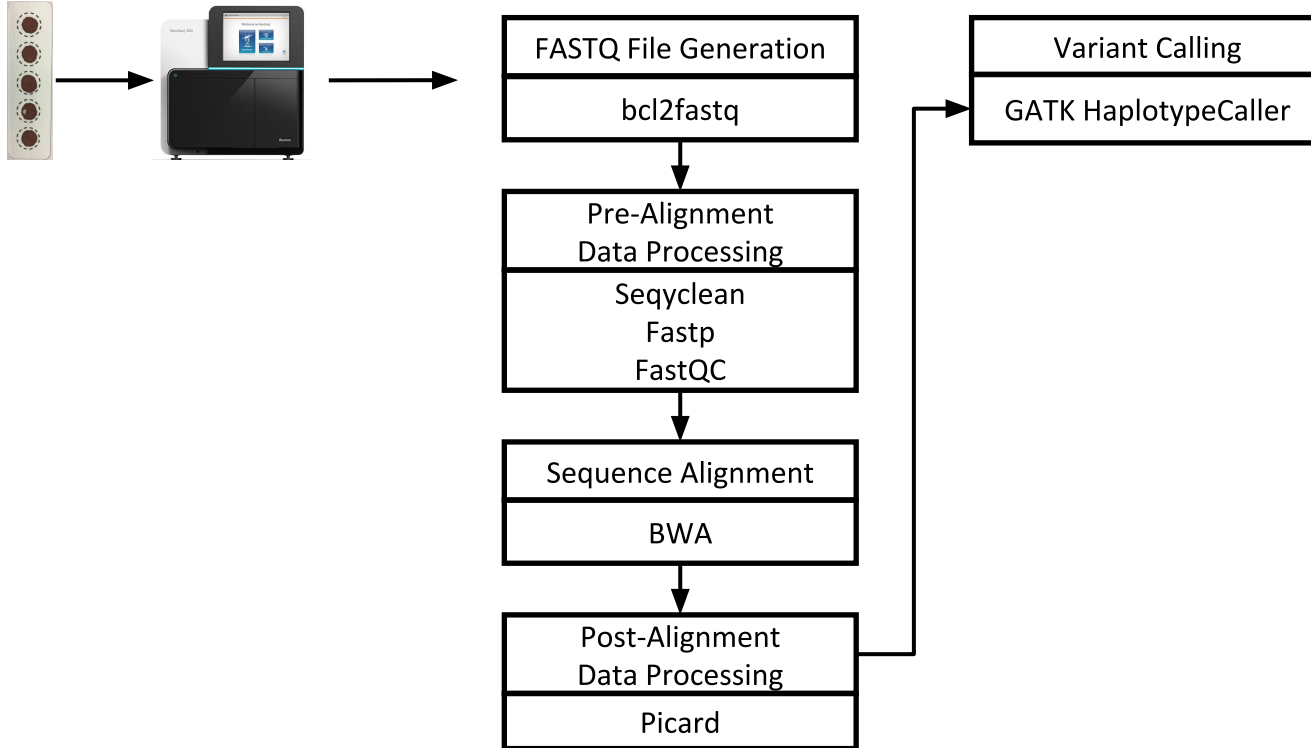 FASTQ File Generation
bcl2fastq
Pre-Alignment
Data Processing
Seqyclean
Fastp
FastQC
Sequence Alignment
BWA
Post-Alignment
Data Processing
Picard
Variant Calling
GATK HaplotypeCaller